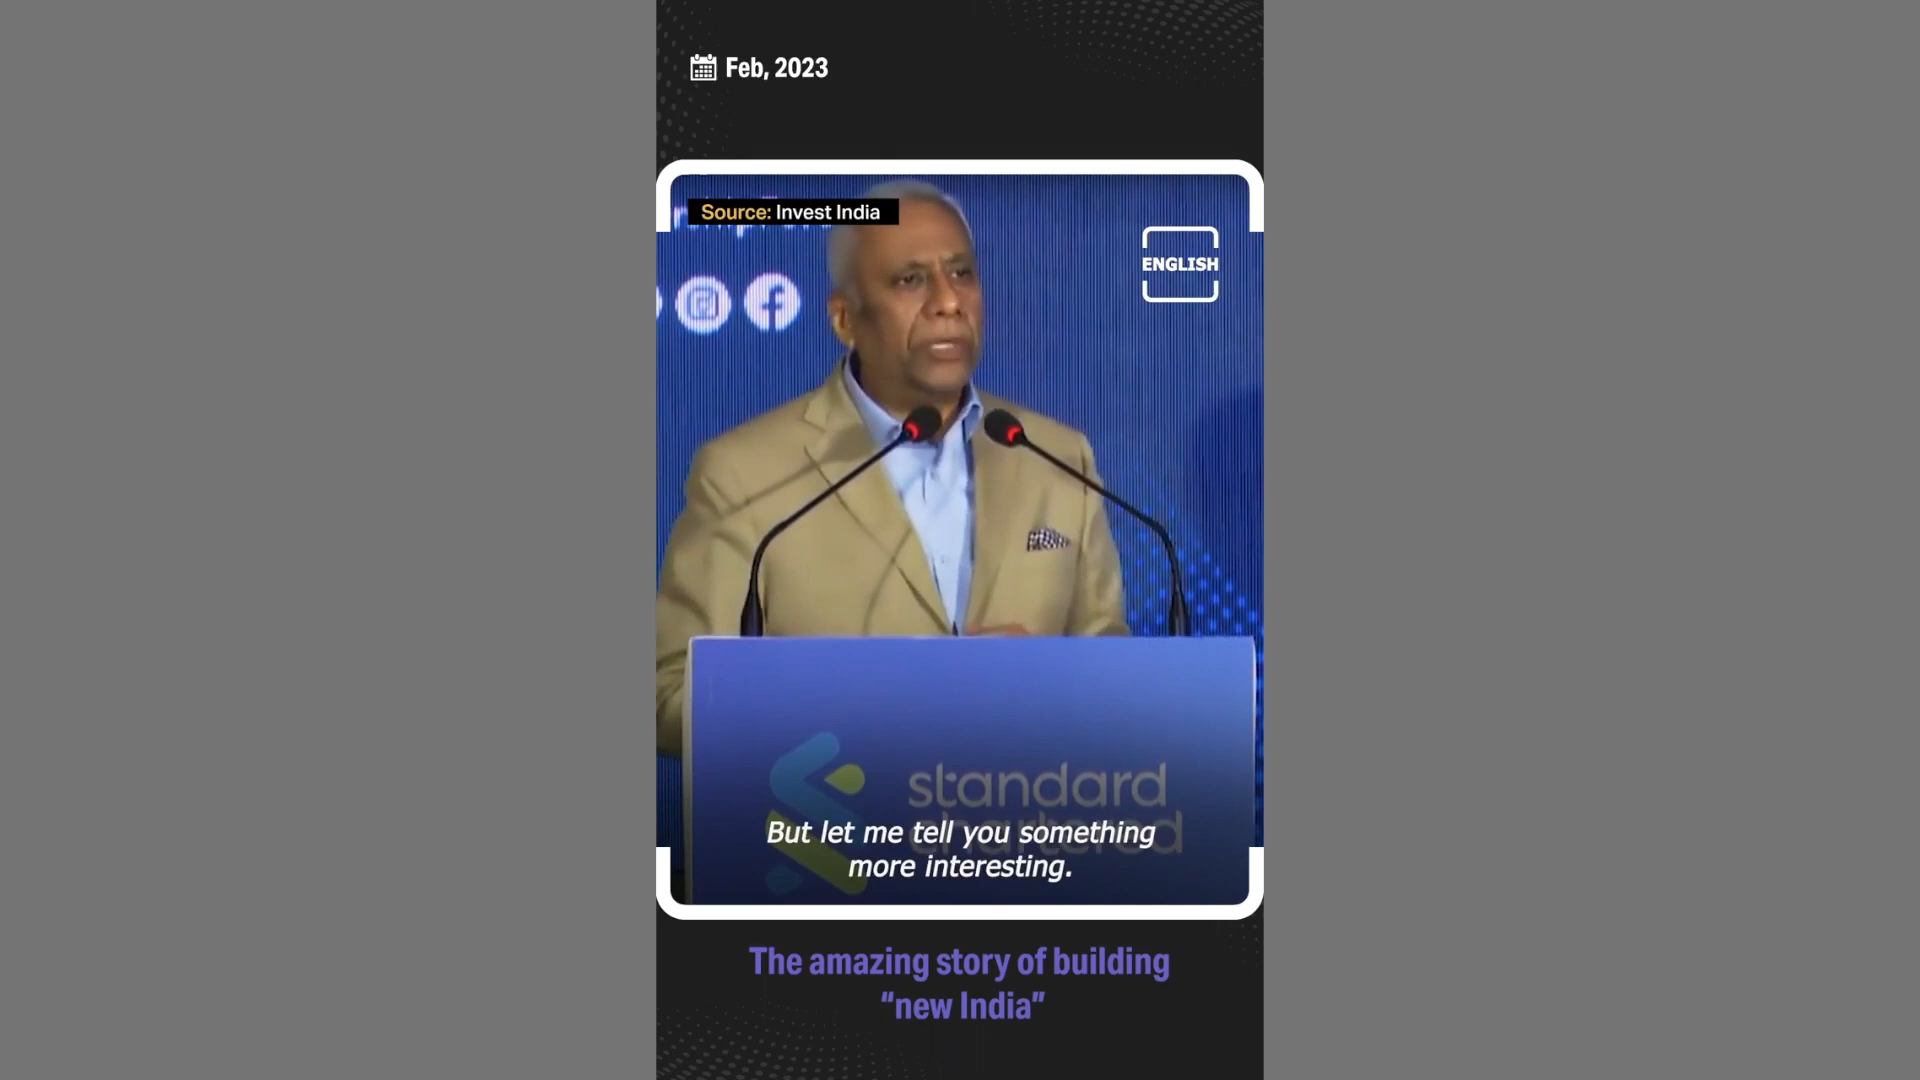 Feb, 2023
Source: Invest India
ENGLISH
standard
chartered
But let me tell you something
more interesting.
The amazing story of building
“new India”